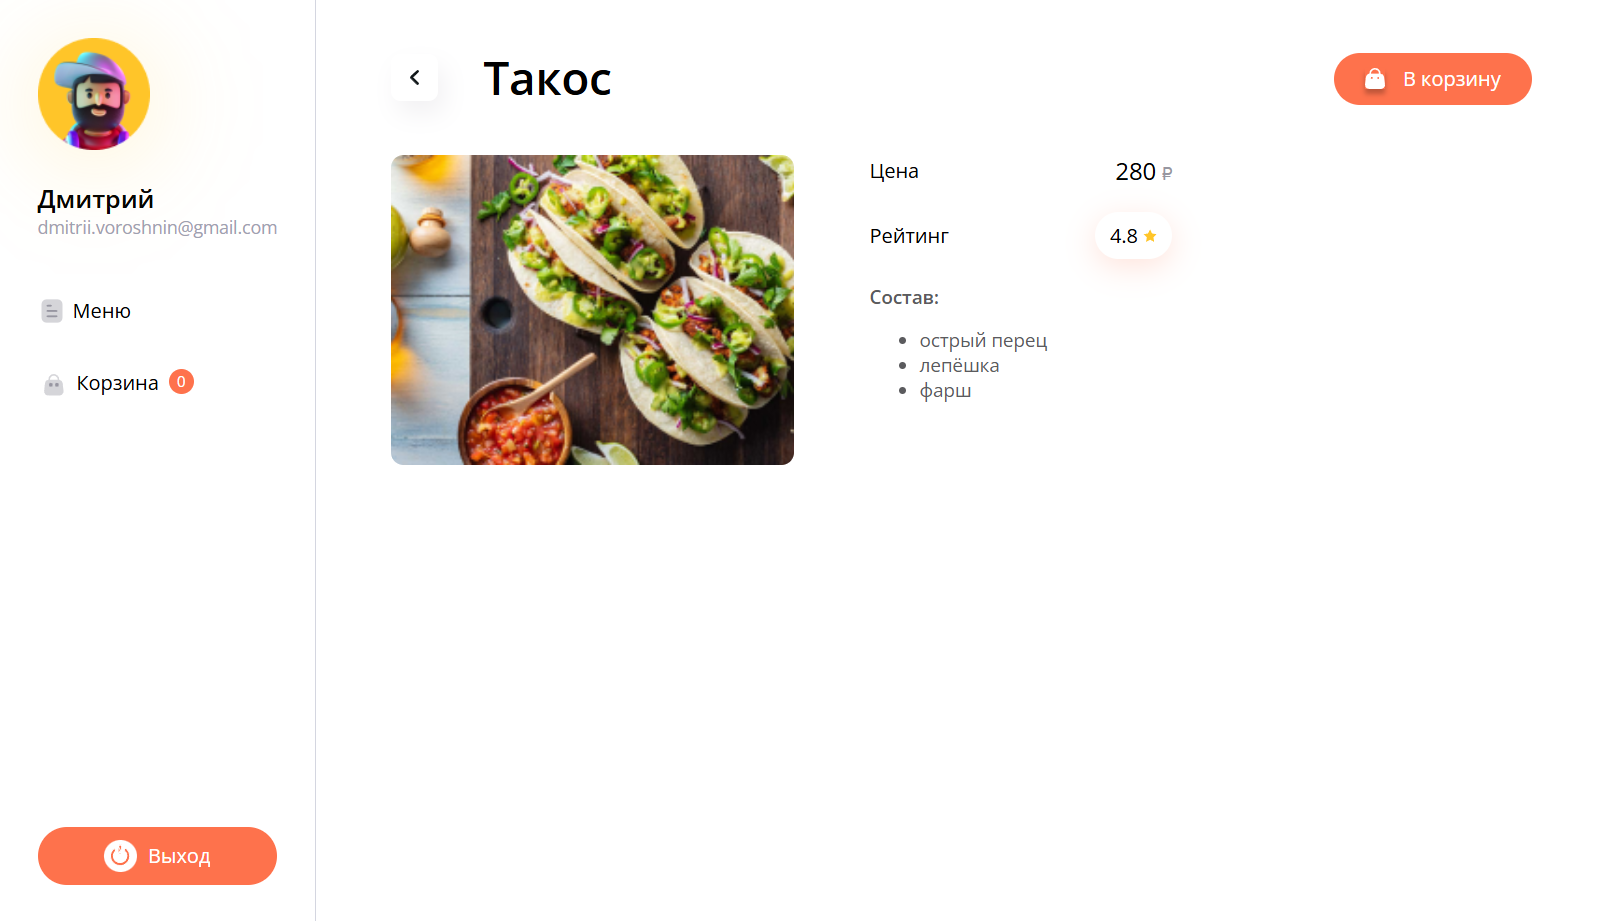 Дмитрий
dmitrii.voroshnin@gmail.com
Меню
Корзина 0
Выход
Такос
В корзину
Цена 280 ₽
Рейтинг 4.8
Состав:
острый перец
лепёшка
фарш